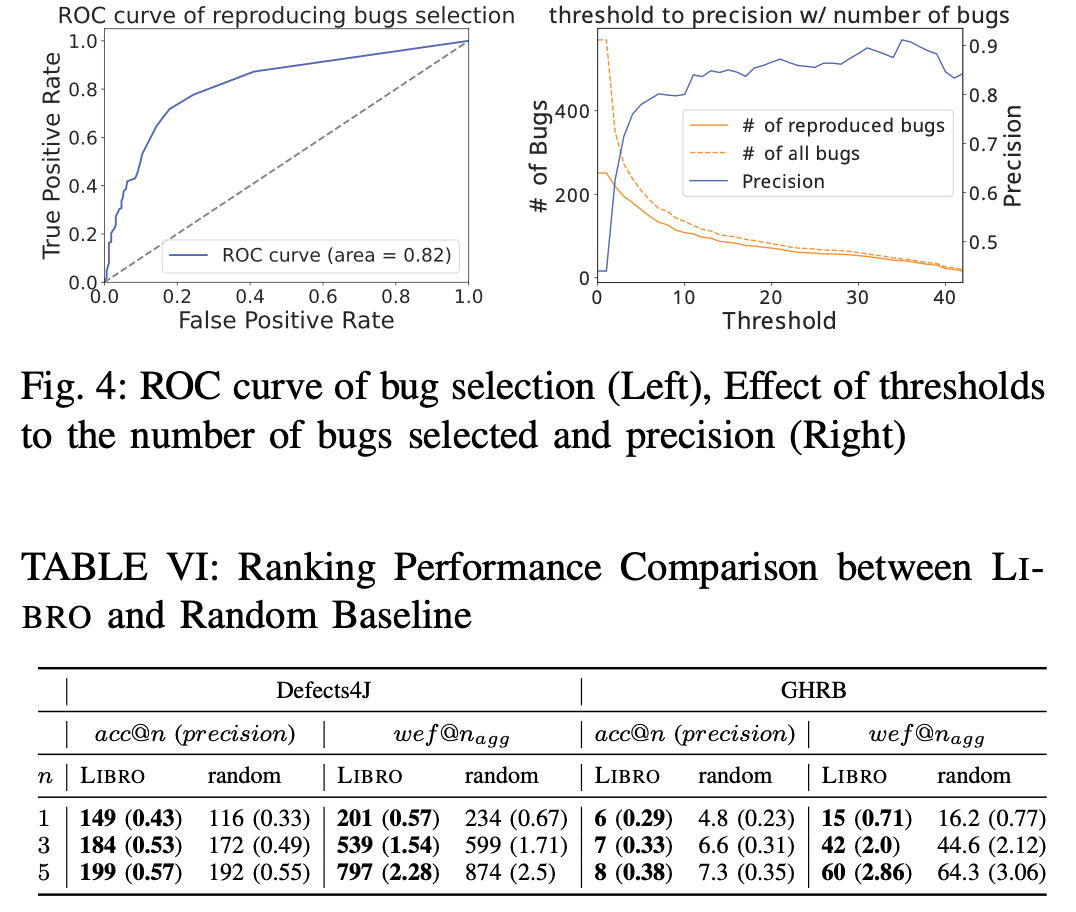 ROC curve of reproducing bugs selection
True Positive Rate
1.0
0.8
0.6
0.4
0.2
0.0
ROC curve (area = 0.82)
0.0 0.2 0.4 0.6 0.8 1.0
False Positive Rate
threshold to precision w/ number of bugs
# of Bugs
400
200
0
# of reproduced bugs
# of all bugs
Precision
0.9
0.8
0.7
0.6
0.5
Precision
0 10 20 30 40
Threshold
Fig. 4: ROC curve of bug selection (Left), Effect of thresholds
to the number of bugs selected and precision (Right)
TABLE VI: Ranking Performance Comparison between LI-
BRO and Random Baseline
Defects4J GHRB
acc@n (precision) wef@n_agg acc@n (precision) wef@n_agg
n LIBRO random LIBRO random LIBRO random LIBRO random
1 149 (0.43) 116 (0.33) 201 (0.57) 234 (0.67) 6 (0.29) 4.8 (0.23) 15 (0.71) 16.2 (0.77)
3 184 (0.53) 172 (0.49) 539 (1.54) 599 (1.71) 7 (0.33) 6.6 (0.31) 42 (2.0) 44.6 (2.12)
5 199 (0.57) 192 (0.55) 797 (2.28) 874 (2.5) 8 (0.38) 7.3 (0.35) 60 (2.86) 64.3 (3.06)